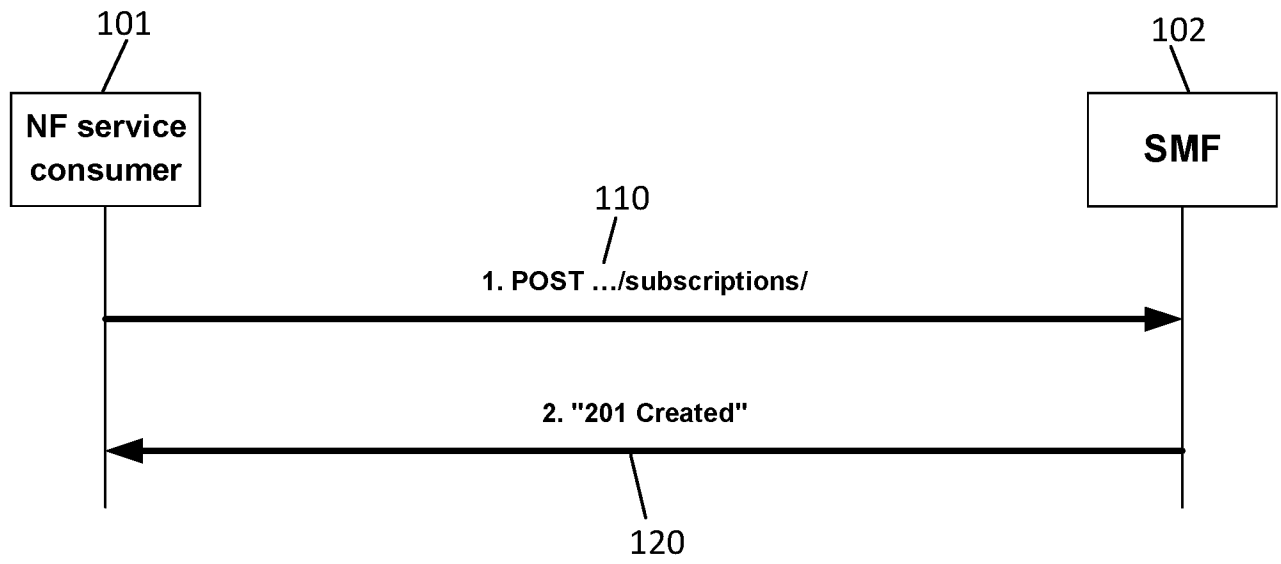 101
102
NF service
consumer
SMF
110
1. POST …/subscriptions/
2. "201 Created"
120